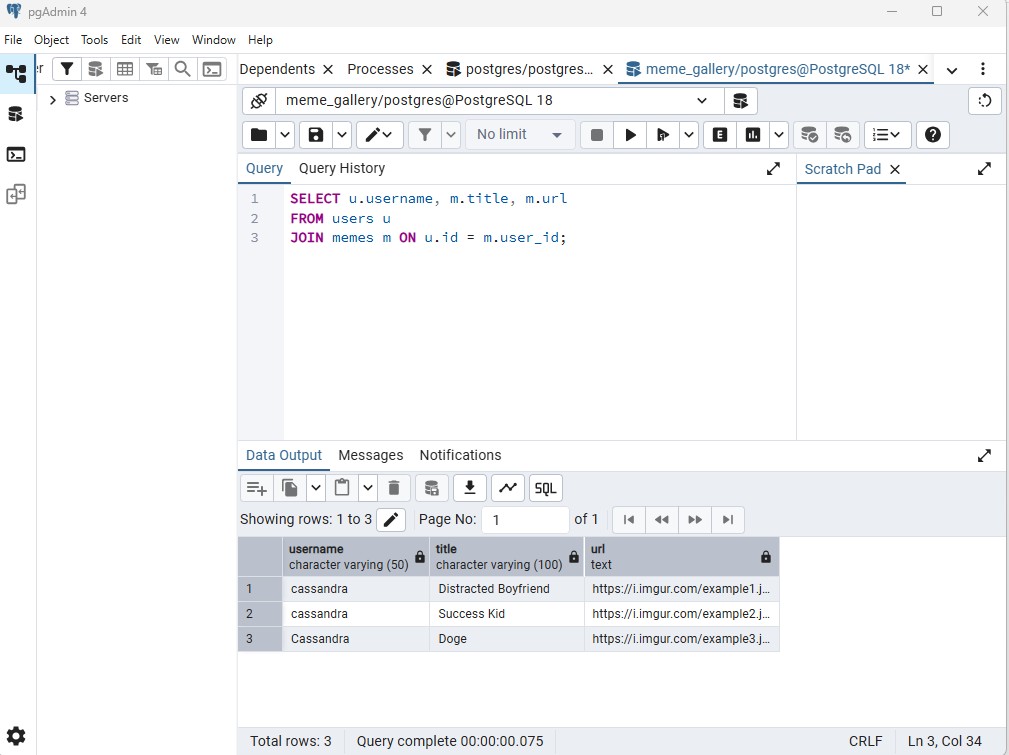 pgAdmin 4
File Object Tools Edit View Window Help
er Dependents Processes postgres/postgres... meme_gallery/postgres@PostgreSQL 18*
Servers
meme_gallery/postgres@PostgreSQL 18
No limit E
Query Query History Scratch Pad
1 SELECT u.username, m.title, m.url
2 FROM users u
3 JOIN memes m ON u.id = m.user_id;
Data Output Messages Notifications
SQL
Showing rows: 1 to 3 Page No: 1 of 1
username title url
character varying (50) character varying (100) text
1 cassandra Distracted Boyfriend https://i.imgur.com/example1.j...
2 cassandra Success Kid https://i.imgur.com/example2.j...
3 Cassandra Doge https://i.imgur.com/example3.j...
Total rows: 3 Query complete 00:00:00.075 CRLF Ln 3, Col 34